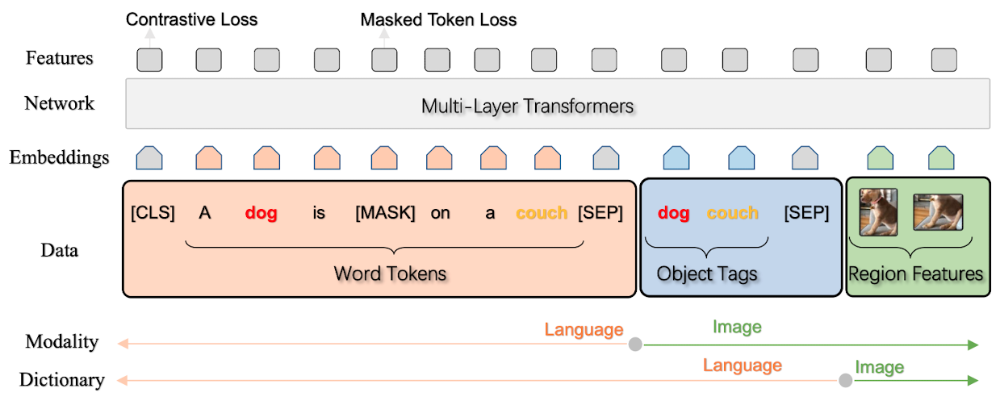 Contrastive Loss Masked Token Loss
Features
Network Multi-Layer Transformers
Embeddings
[CLS] A dog is [MASK] on a couch [SEP] dog couch [SEP]
Data
Word Tokens Object Tags Region Features
Modality Language Image
Dictionary Language Image